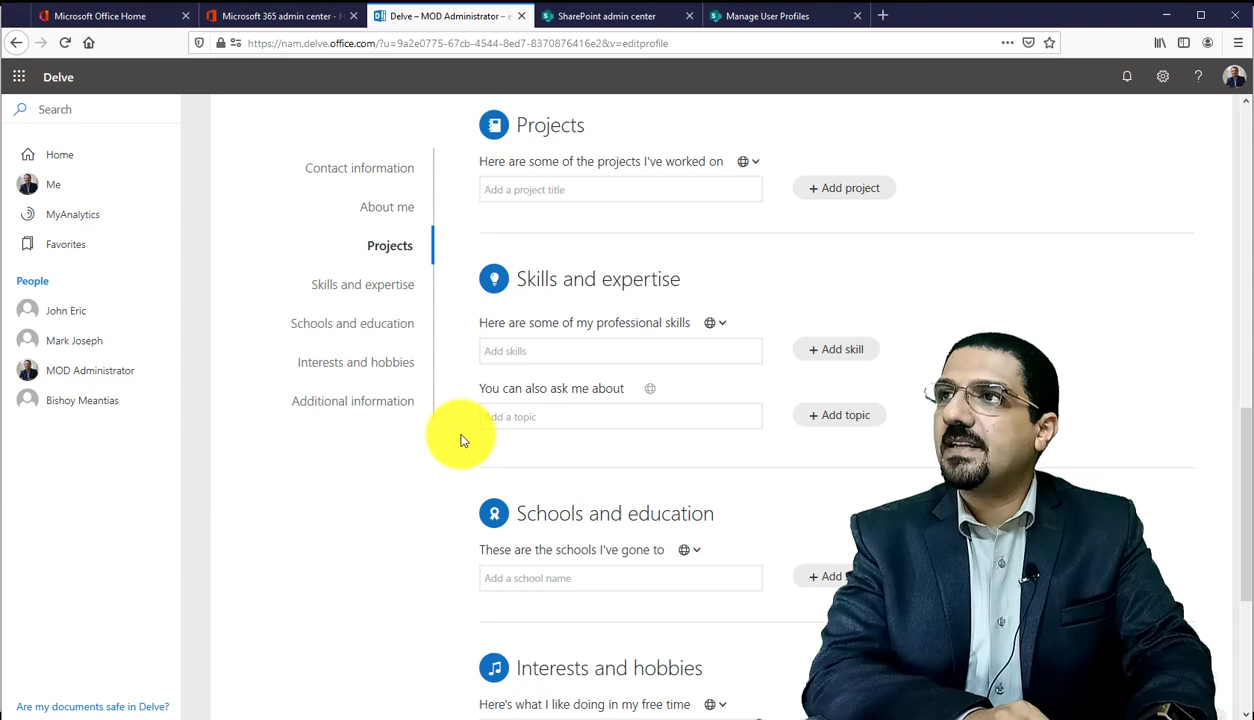 Microsoft Office Home
Microsoft 365 admin center -
Delve – MOD Administrator –
SharePoint admin center
Manage User Profiles
https://nam.delve.office.com/?u=9a2e0775-67cb-4544-8ed7-8370876416e2&v=editprofile
Delve
?
Search
Home
Me
MyAnalytics
Favorites
People
John Eric
Mark Joseph
MOD Administrator
Bishoy Meantias
Are my documents safe in Delve?
Contact information
About me
Projects
Skills and expertise
Schools and education
Interests and hobbies
Additional information
Projects
Here are some of the projects I've worked on
Add a project title
+ Add project
Skills and expertise
Here are some of my professional skills
Add skills
+ Add skill
You can also ask me about
Add a topic
+ Add topic
Schools and education
These are the schools I've gone to
Add a school name
+ Add
Interests and hobbies
Here's what I like doing in my free time